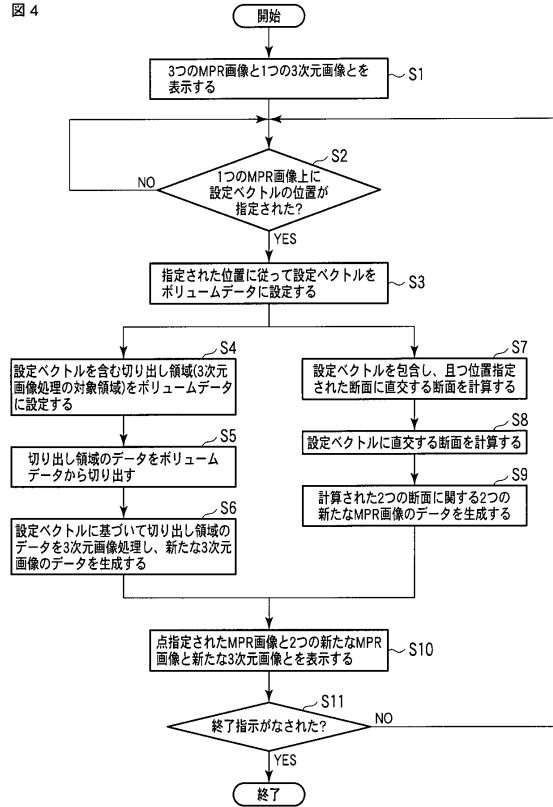 図4
開始
3つのMPR画像と1つの3次元画像とを
表示する
S1
S2
1つのMPR画像上に
設定ベクトルの位置が
指定された?
NO
YES
指定された位置に従って設定ベクトルを
ボリュームデータに設定する
S3
S4
設定ベクトルを含む切り出し領域(3次元
画像処理の対象領域)をボリュームデータ
に設定する
S5
切り出し領域のデータをボリューム
データから切り出す
S6
設定ベクトルに基づいて切り出し領域の
データを3次元画像処理し、新たな3次元
画像のデータを生成する
S7
設定ベクトルを包含し、且つ位置指定
された断面に直交する断面を計算する
S8
設定ベクトルに直交する断面を計算する
S9
計算された2つの断面に関する2つの
新たなMPR画像のデータを生成する
点指定されたMPR画像と2つの新たなMPR
画像と新たな3次元画像とを表示する
S10
S11
終了指示がなされた?
NO
YES
終了